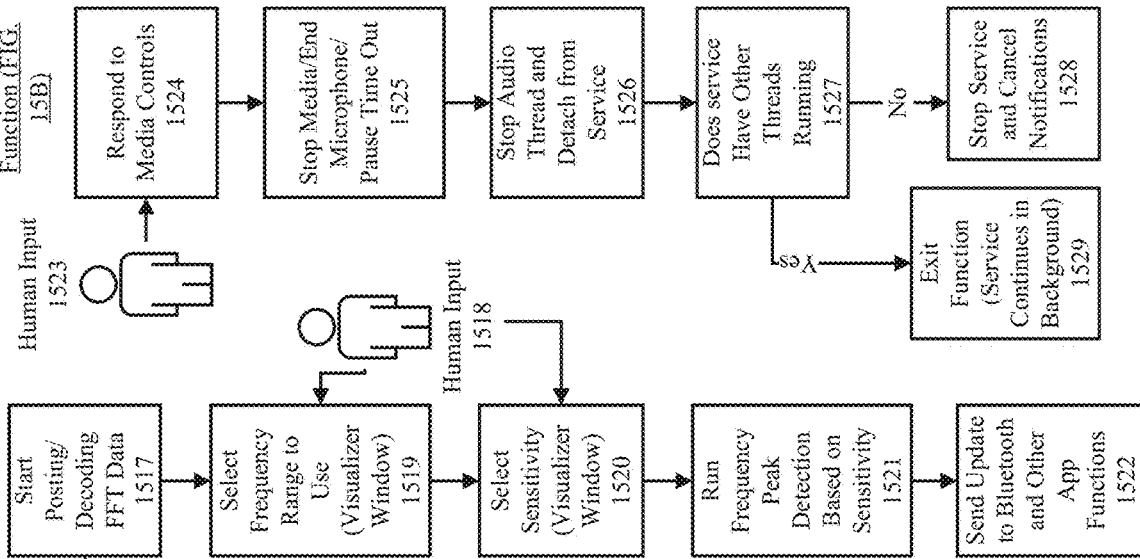 Function (FIG.
15B)
Start
Posting/
Decoding
FFT Data
1517
Select
Frequency
Range to
Use
(Visualizer
Window)
1519
Select
Sensitivity
(Visualizer
Window)
1520
Run
Frequency
Peak
Detection
Based on
Sensitivity
1521
Send Update
to Bluetooth
and Other
App
Functions
1522
Human Input
1518
Human Input
1523
Respond to
Media Controls
1524
Stop Media/End
Microphone/
Pause Time Out
1525
Stop Audio
Thread and
Detach from
Service
1526
Does service
Have Other
Threads
Running
1527
No
Stop Service
and Cancel
Notifications
1528
Yes
Exit
Function
(Service
Continues in
Background)
1529